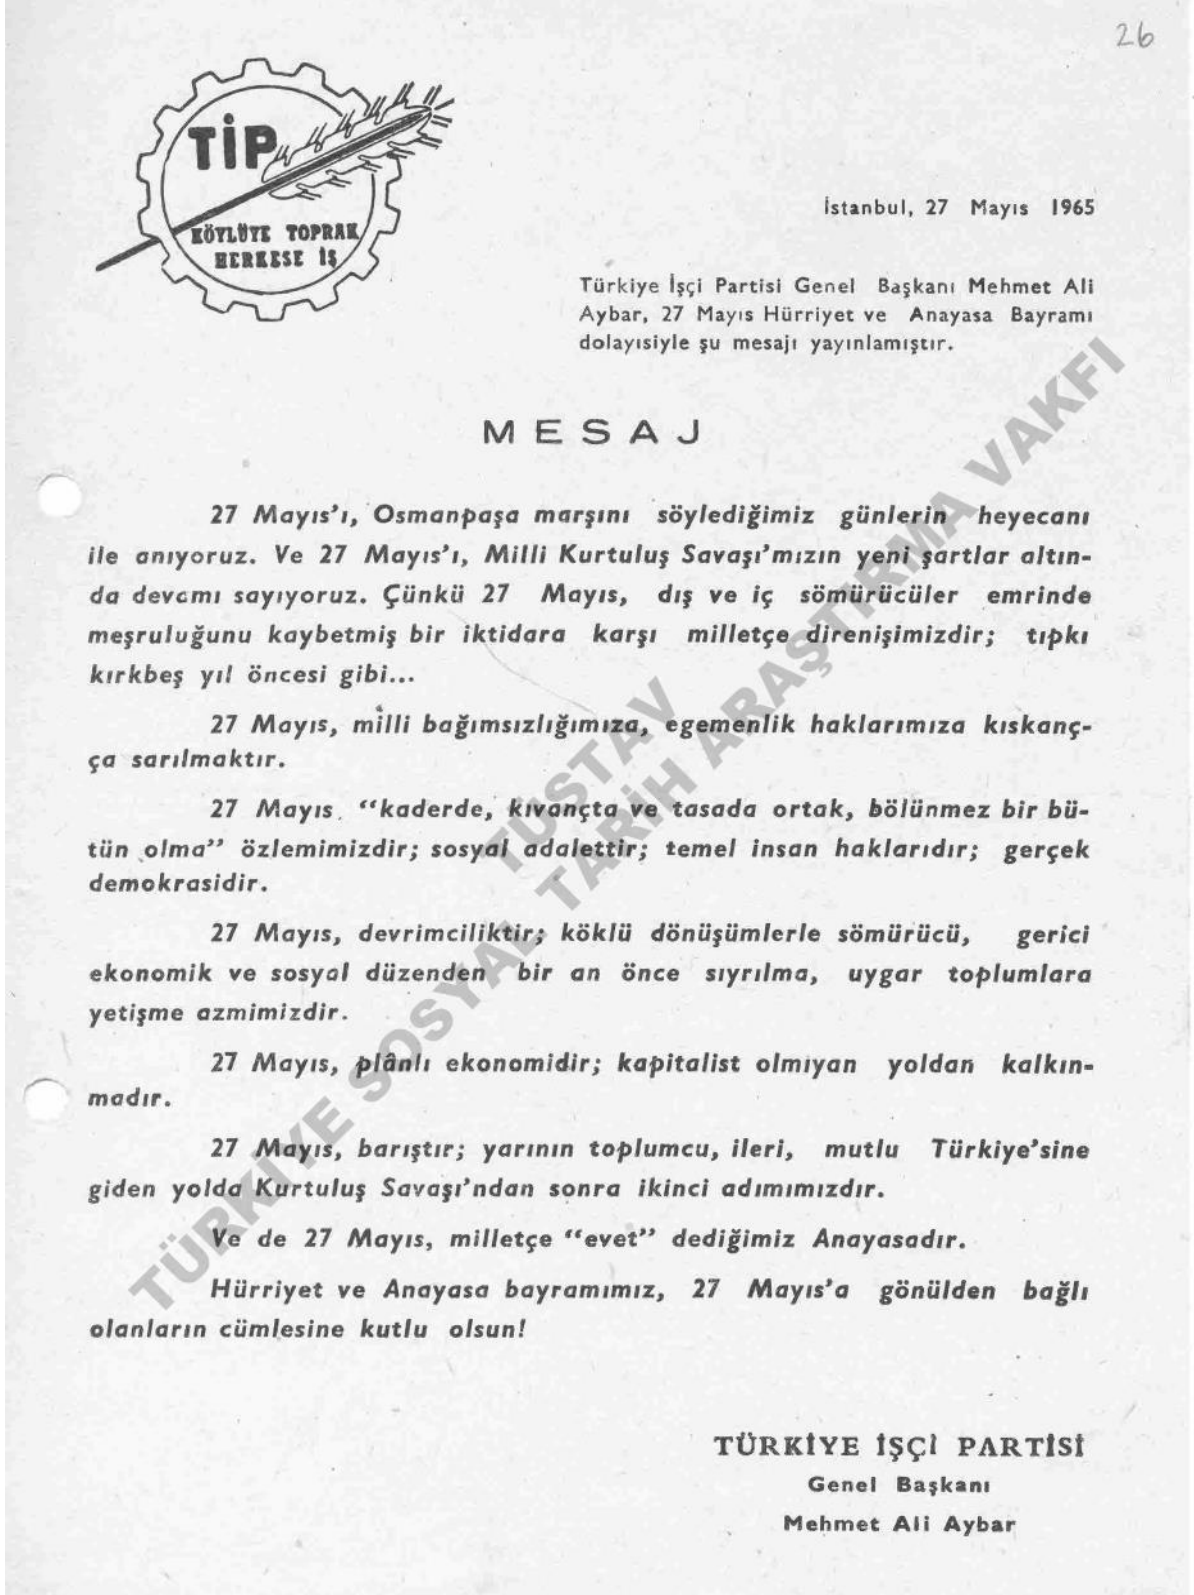 26
TİP
KÖYLÜYE TOPRAK
HERKESE İŞ
İstanbul, 27 Mayıs 1965
Türkiye İşçi Partisi Genel Başkanı Mehmet Ali
Aybar, 27 Mayıs Hürriyet ve Anayasa Bayramı
dolayısiyle şu mesajı yayınlamıştır.
MESAJ
27 Mayıs'ı, Osmanpaşa marşını söylediğimiz günlerin heyecanı
ile anıyoruz. Ve 27 Mayıs'ı, Milli Kurtuluş Savaşı'mızın yeni şartlar altın-
da devamı sayıyoruz. Çünkü 27 Mayıs, dış ve iç sömürücüler emrinde
meşruluğunu kaybetmiş bir iktidara karşı milletçe direnişimizdir; tıpkı
kırkbeş yıl öncesi gibi...
27 Mayıs, milli bağımsızlığımıza, egemenlik haklarımıza kıskanç-
ça sarılmaktır.
27 Mayıs. "kaderde, kıvançta ve tasada ortak, bölünmez bir bü-
tün olma" özlemimizdir; sosyal adalettir; temel insan haklarıdır; gerçek
demokrasidir.
27 Mayıs, devrimciliktir; köklü dönüşümlerle sömürücü, gerici
ekonomik ve sosyal düzenden bir an önce sıyrılma, uygar toplumlara
yetişme azmimizdir.
27 Mayıs, plânlı ekonomidir; kapitalist olmıyan yoldan kalkın-
madır.
27 Mayıs, barıştır; yarının toplumcu, ileri, mutlu Türkiye'sine
giden yolda Kurtuluş Savaşı'ndan sonra ikinci adımımızdır.
Ve de 27 Mayıs, milletçe "evet" dediğimiz Anayasadır.
Hürriyet ve Anayasa bayramımız, 27 Mayıs'a gönülden bağlı
olanların cümlesine kutlu olsun!
TÜRKİYE İŞÇİ PARTİSİ
Genel Başkanı
Mehmet Ali Aybar
TÜSTAV
TÜRKİYE SOSYAL TARİH ARAŞTIRMA VAKFI